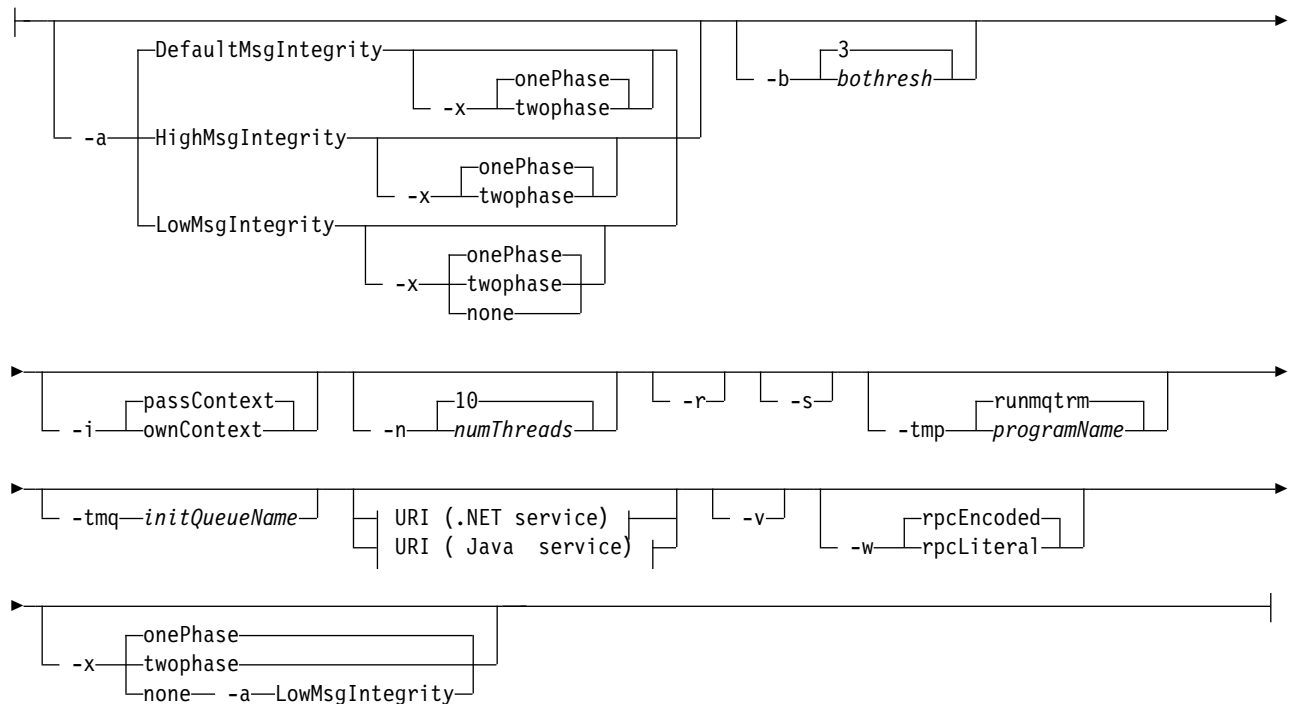 DefaultMsgIntegrity
onePhase
-x twophase
3
-b bothresh
-a HighMsgIntegrity
onePhase
-x twophase
LowMsgIntegrity
onePhase
-x twophase
none
passContext
-i ownContext
10
-n numThreads
-r
-s
runmqtrm
-tmp programName
-tmq initQueueName
URI (.NET service)
URI ( Java service)
-v
rpcEncoded
-w rpcLiteral
onePhase
-x twophase
none -a LowMsgIntegrity